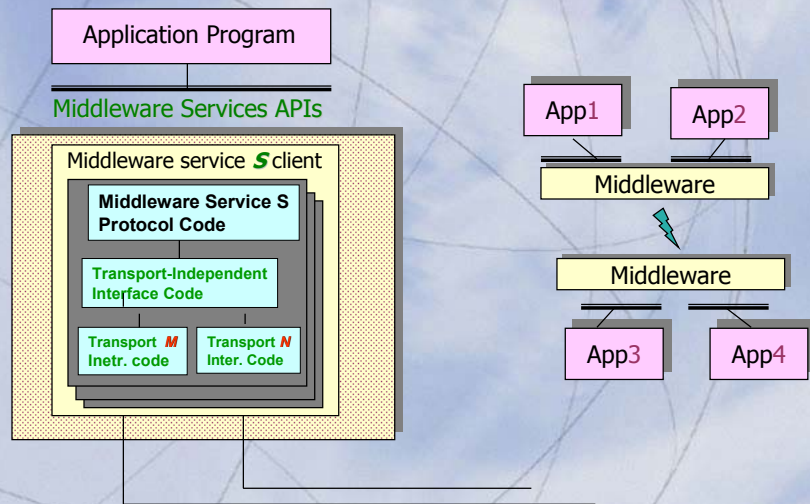 Application Program
Middleware Services APIs
Middleware service S client
Middleware Service S
Protocol Code
Transport-Independent
Interface Code
Transport M
Inetr. code
Transport N
Inter. Code
App1
App2
Middleware
Middleware
App3
App4